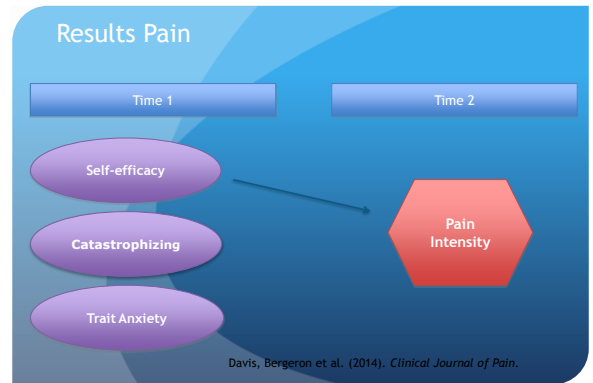 Results Pain
Time 1
Time 2
Self-efficacy
Catastrophizing
Trait Anxiety
Pain
Intensity
Davis, Bergeron et al. (2014). Clinical Journal of Pain.